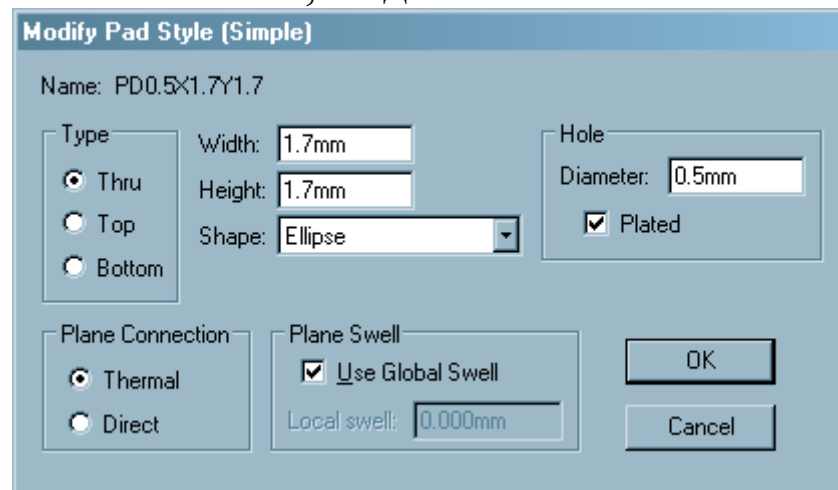 Modify Pad Style (Simple)
Name: PD0.5X1.7Y1.7
Type
Thru
Top
Bottom
Width: 1.7mm
Height: 1.7mm
Shape: Ellipse
Hole
Diameter: 0.5mm
Plated
Plane Connection
Thermal
Direct
Plane Swell
Use Global Swell
Local swell: 0.000mm
OK
Cancel